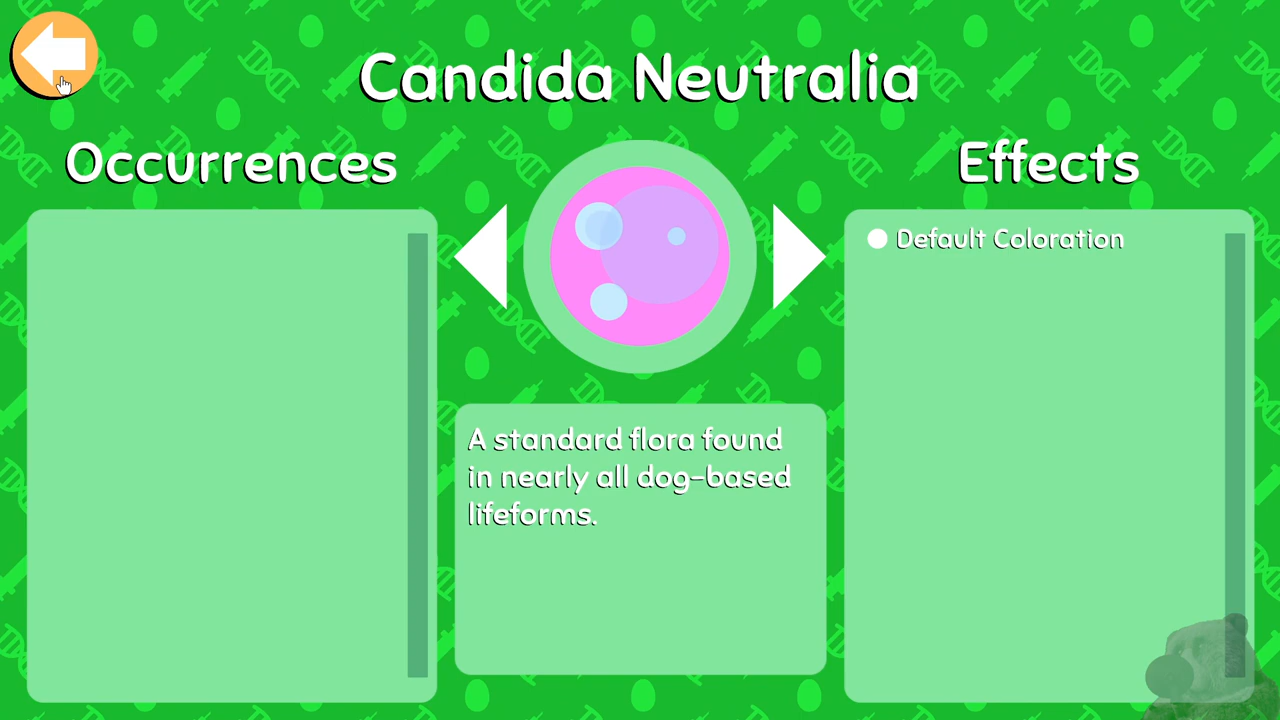 Candida Neutralia
Occurrences
Effects
Default Coloration
A standard flora found
in nearly all dog-based
lifeforms.